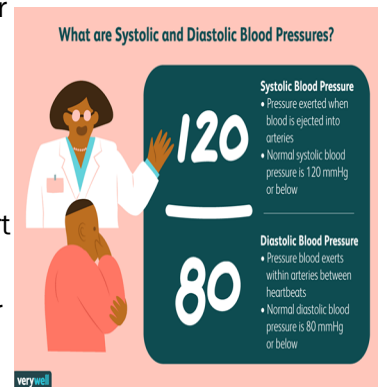 What are Systolic and Diastolic Blood Pressures?
120
80
Systolic Blood Pressure
• Pressure exerted when
blood is ejected into
arteries
• Normal systolic blood
pressure is 120 mmHg
or below
Diastolic Blood Pressure
• Pressure blood exerts
within arteries between
heartbeats
• Normal diastolic blood
pressure is 80 mmHg
or below
verywell